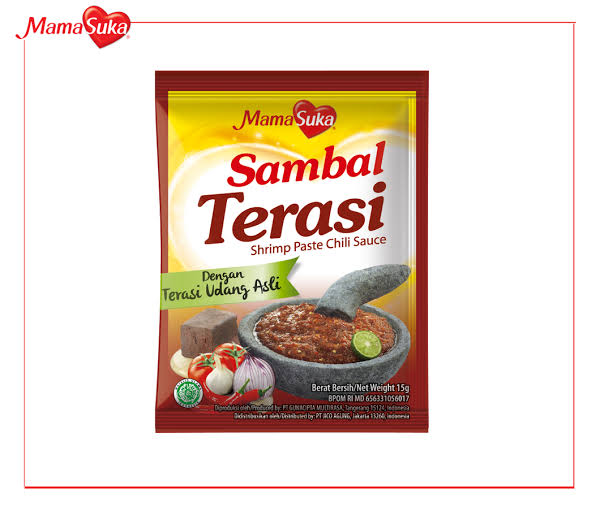 MamaSuka
MamaSuka
Sambal
Terasi
Shrimp Paste Chili Sauce
Dengan
Terasi Udang Asli
Berat Bersih/Net Weight 15g
BPOM RI MD 656331056017
Diproduksi oleh/Produced by: PT GUNACIPTA MULTIRASA, Tangerang 15124, Indonesia
Didistribusikan oleh/Distributed by: PT JICO AGUNG, Jakarta 13260, Indonesia